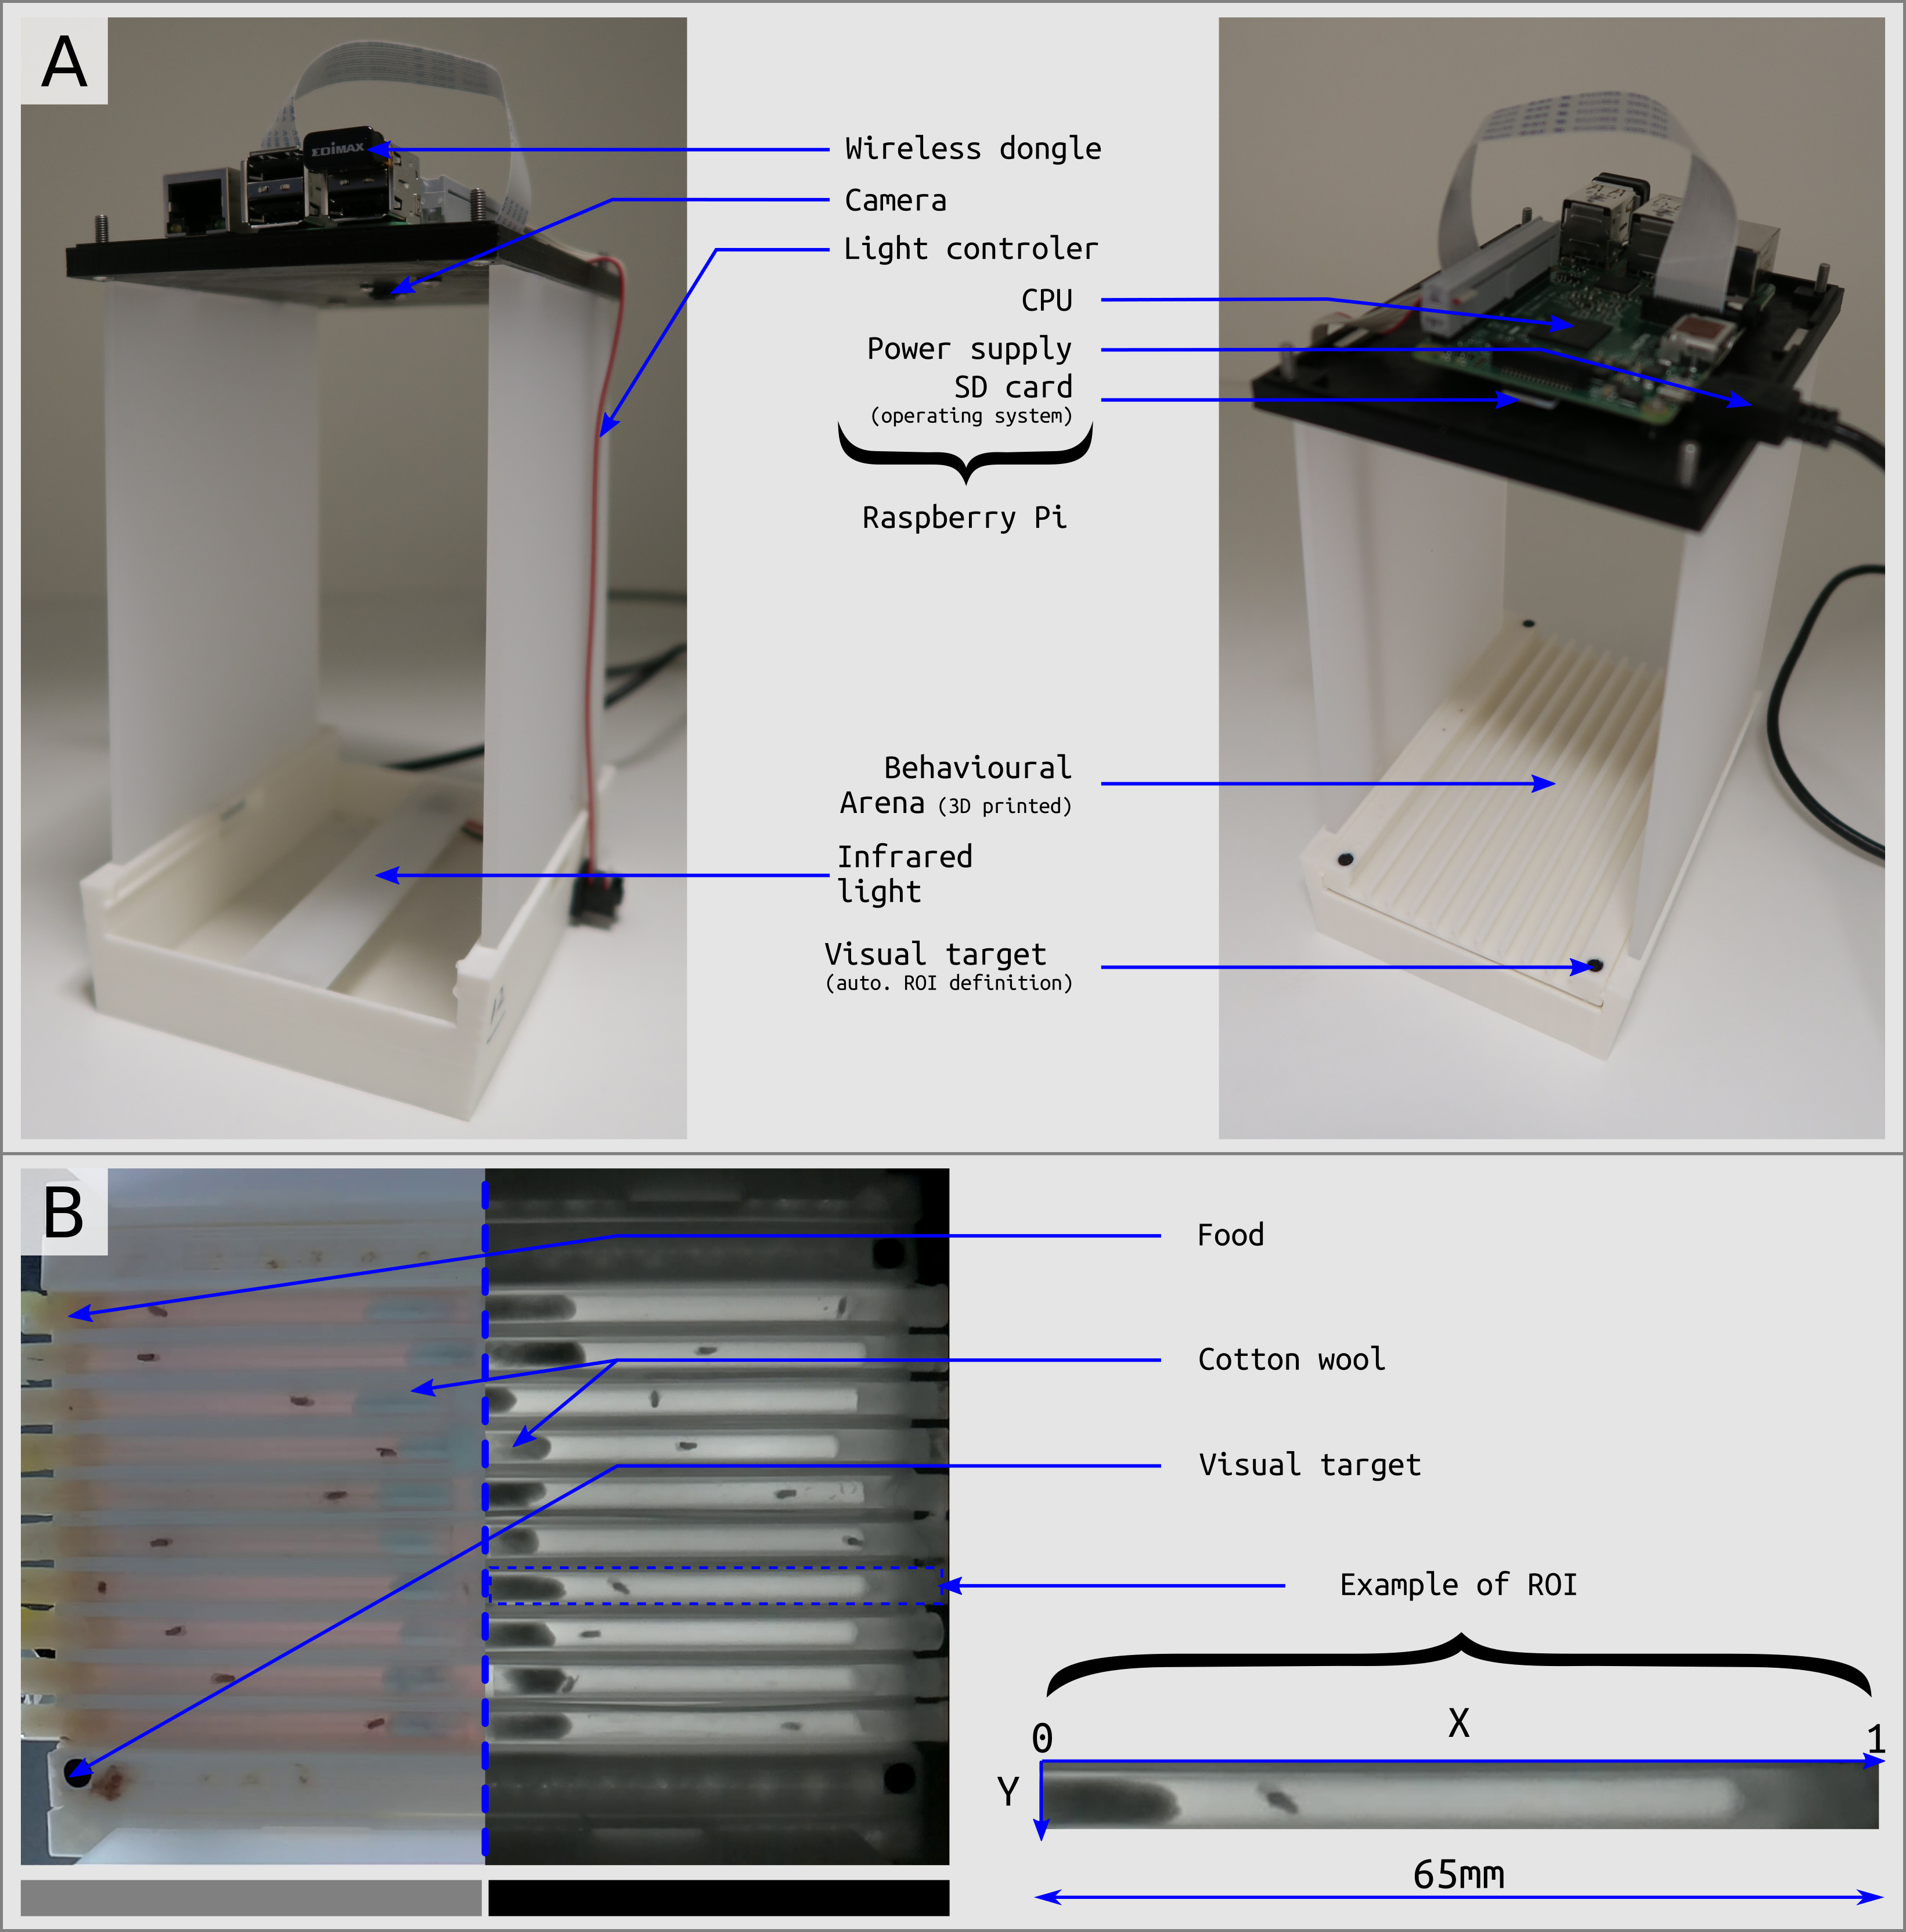 A
EDIMAX
Wireless dongle
Camera
Light controler
CPU
Power supply
SD card
(operating system)
Raspberry Pi
Behavioural
Arena (3D printed)
Infrared
light
Visual target
(auto. ROI definition)
B
Food
Cotton wool
Visual target
Example of ROI
0
X
1
Y
65mm